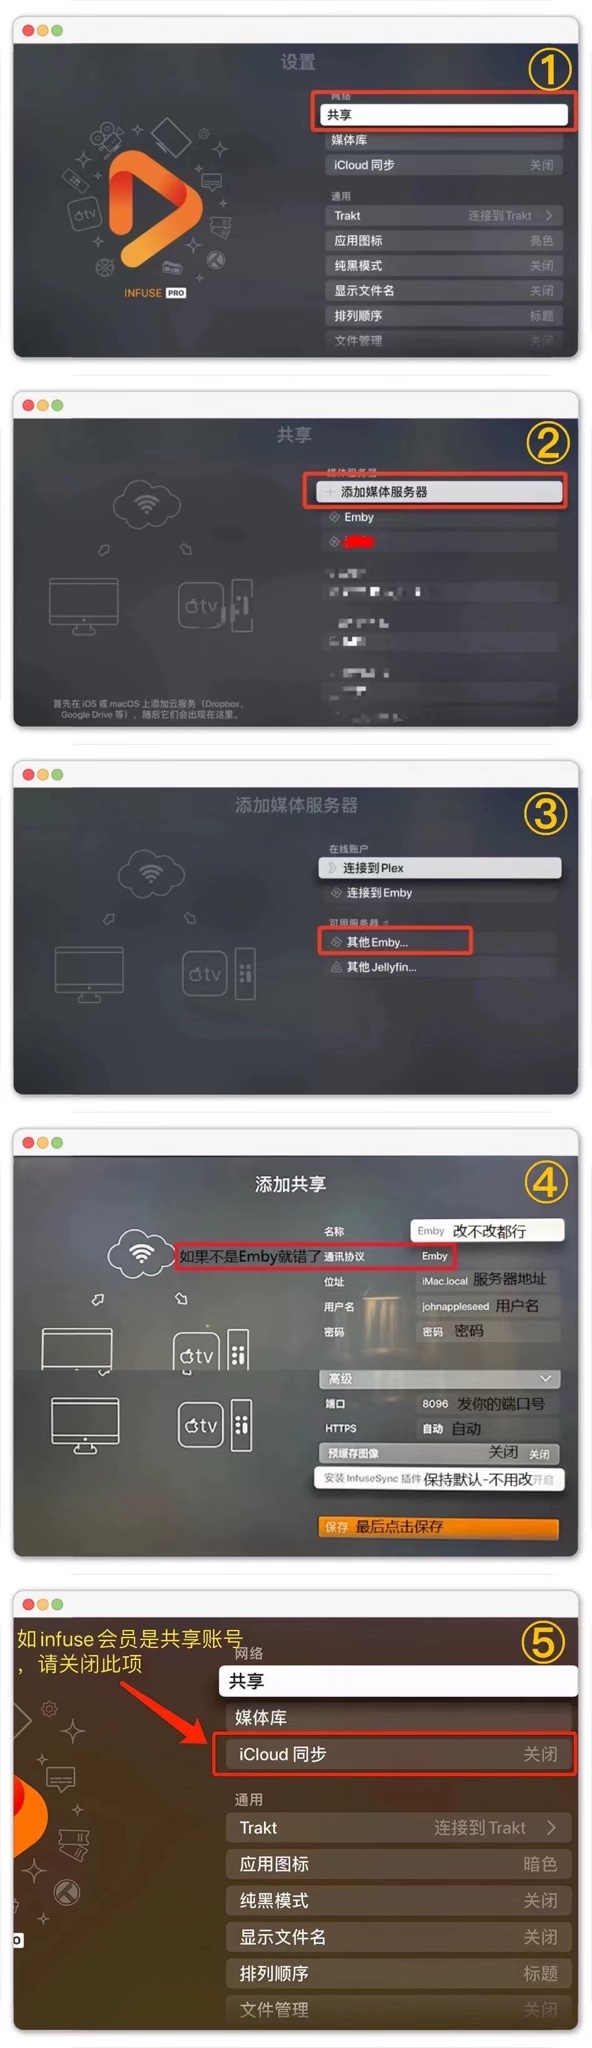 设置
①
网络
共享
媒体库
iCloud 同步 关闭
通用
Trakt 连接到Trakt
应用图标 亮色
纯黑模式 关闭
显示文件名 关闭
排列顺序 标题
文件管理 关闭
tv
INFUSE PRO
共享
②
媒体服务器
添加媒体服务器
Emby
tv
首先在 iOS 或 macOS 上添加云服务（Dropbox、
Google Drive 等），随后它们会出现在这里。
添加媒体服务器
③
在线账户
连接到Plex
连接到Emby
可用服务器
其他Emby...
其他Jellyfin...
tv
添加共享
④
名称 Emby 改不改都行
如果不是Emby就错了 通讯协议 Emby
位址 iMac.local 服务器地址
用户名 johnappleseed 用户名
密码 密码 密码
tv
高级
端口 8096 发你的端口号
HTTPS 自动 自动
预缓存图像 关闭 关闭
安装 InfuseSync 插件 保持默认-不用改 开启
保存 最后点击保存
tv
如infuse会员是共享账号
，请关闭此项
⑤
网络
共享
媒体库
iCloud 同步 关闭
通用
Trakt 连接到Trakt
应用图标 暗色
纯黑模式 关闭
显示文件名 关闭
排列顺序 标题
文件管理 关闭